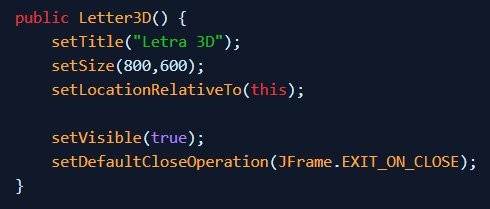 public Letter3D() {
    setTitle("Letra 3D");
    setSize(800,600);
    setLocationRelativeTo(this);

    setVisible(true);
    setDefaultCloseOperation(JFrame.EXIT_ON_CLOSE);
}